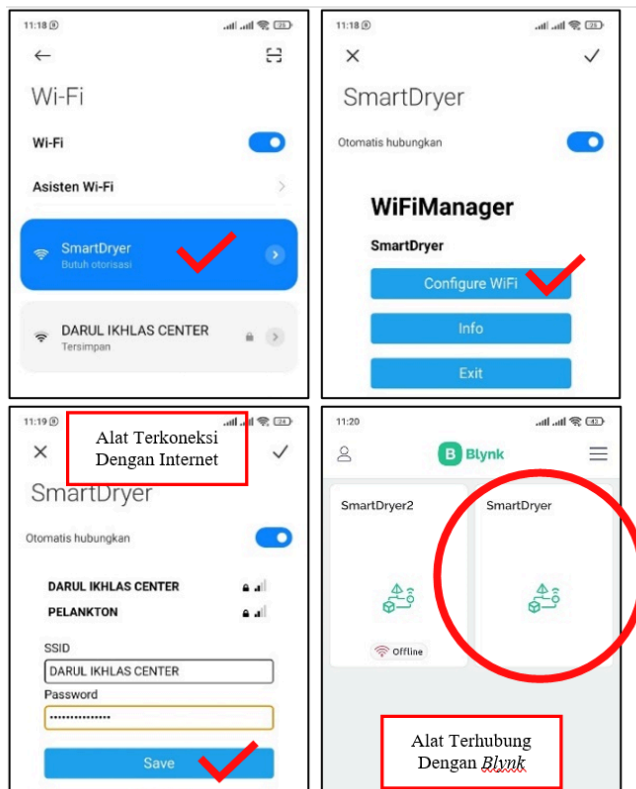 11:18
Wi-Fi
Wi-Fi
Asisten Wi-Fi
SmartDryer
Butuh otorisasi
DARUL IKHLAS CENTER
Tersimpan
11:18
SmartDryer
Otomatis hubungkan
WiFiManager
SmartDryer
Configure WiFi
Info
Exit
11:19
Alat Terkoneksi
Dengan Internet
SmartDryer
Otomatis hubungkan
DARUL IKHLAS CENTER
PELANKTON
SSID
DARUL IKHLAS CENTER
Password
Save
11:20
B Blynk
SmartDryer2
SmartDryer
Offline
Alat Terhubung
Dengan Blynk